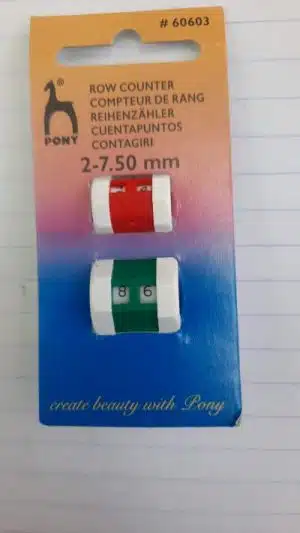 # 60603
®
PONY
ROW COUNTER
COMPTEUR DE RANG
REIHENZÄHLER
CUENTAPUNTOS
CONTAGIRI
2-7.50 mm
8 6
create beauty with Pony